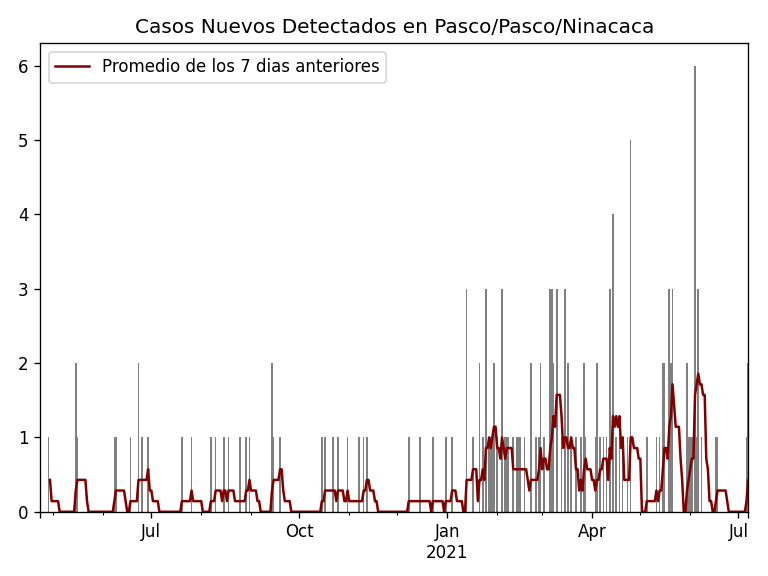 Casos Nuevos Detectados en Pasco/Pasco/Ninacaca
Promedio de los 7 dias anteriores
6
5
4
3
2
1
0
Jul Oct Jan Apr Jul
2021